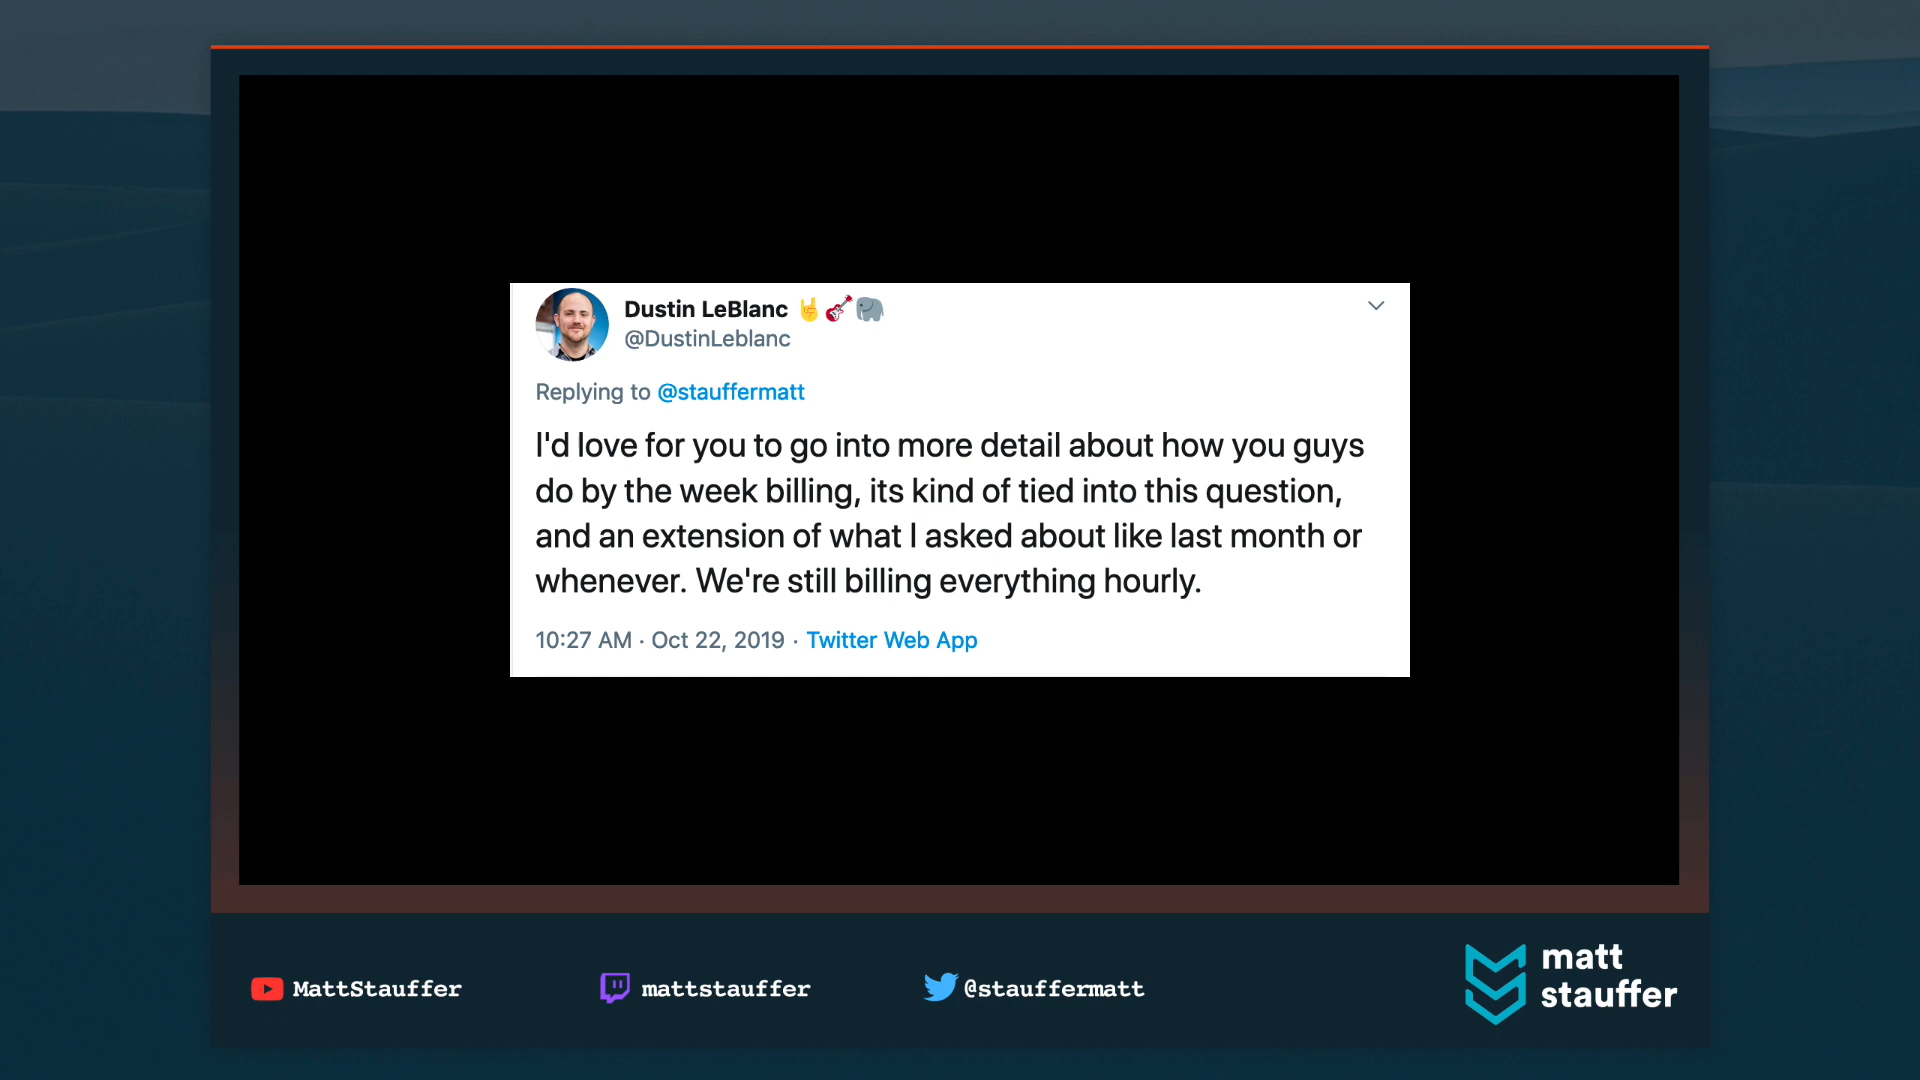 Dustin LeBlanc 🤘🎸🐘
@DustinLeblanc
Replying to @stauffermatt
I'd love for you to go into more detail about how you guys
do by the week billing, its kind of tied into this question,
and an extension of what I asked about like last month or
whenever. We're still billing everything hourly.
10:27 AM · Oct 22, 2019 · Twitter Web App
MattStauffer
mattstauffer
@stauffermatt
matt
stauffer